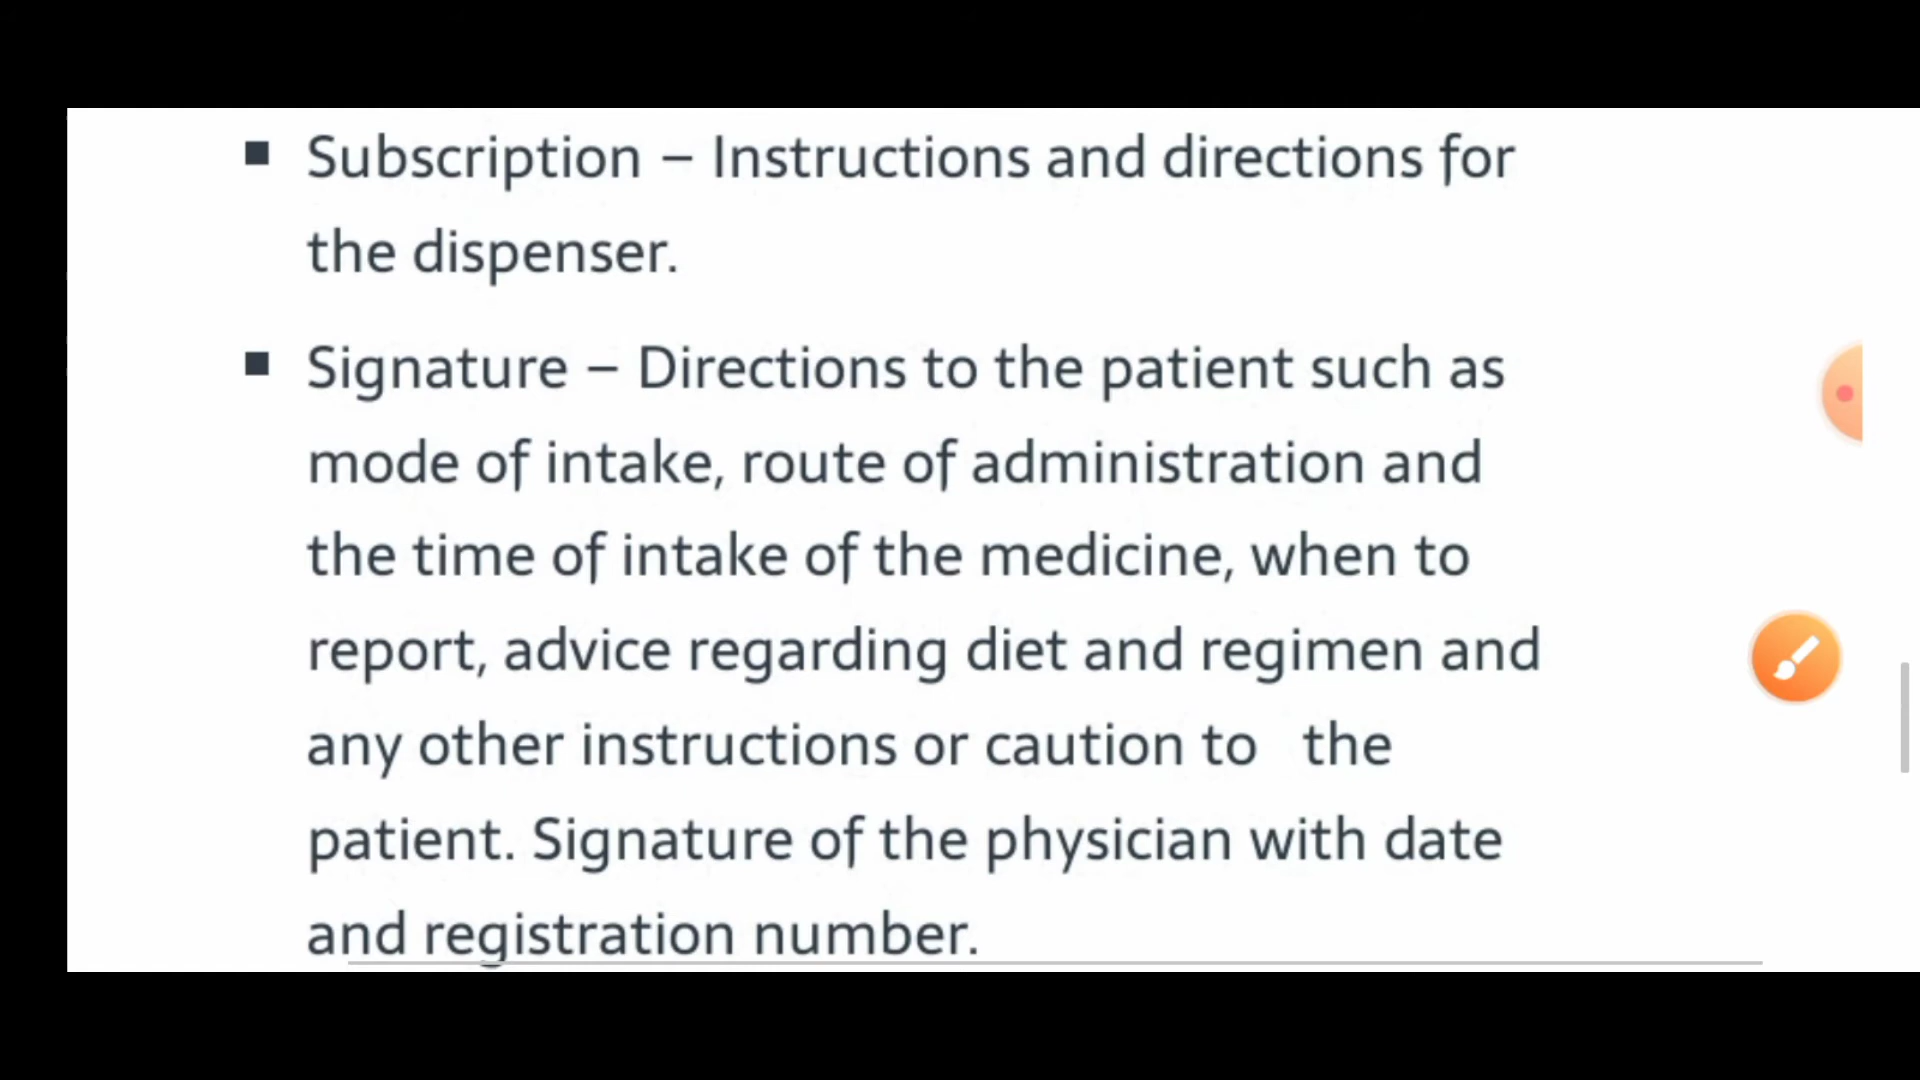 ▪ Subscription – Instructions and directions for
the dispenser.
▪ Signature – Directions to the patient such as
mode of intake, route of administration and
the time of intake of the medicine, when to
report, advice regarding diet and regimen and
any other instructions or caution to   the
patient. Signature of the physician with date
and registration number.